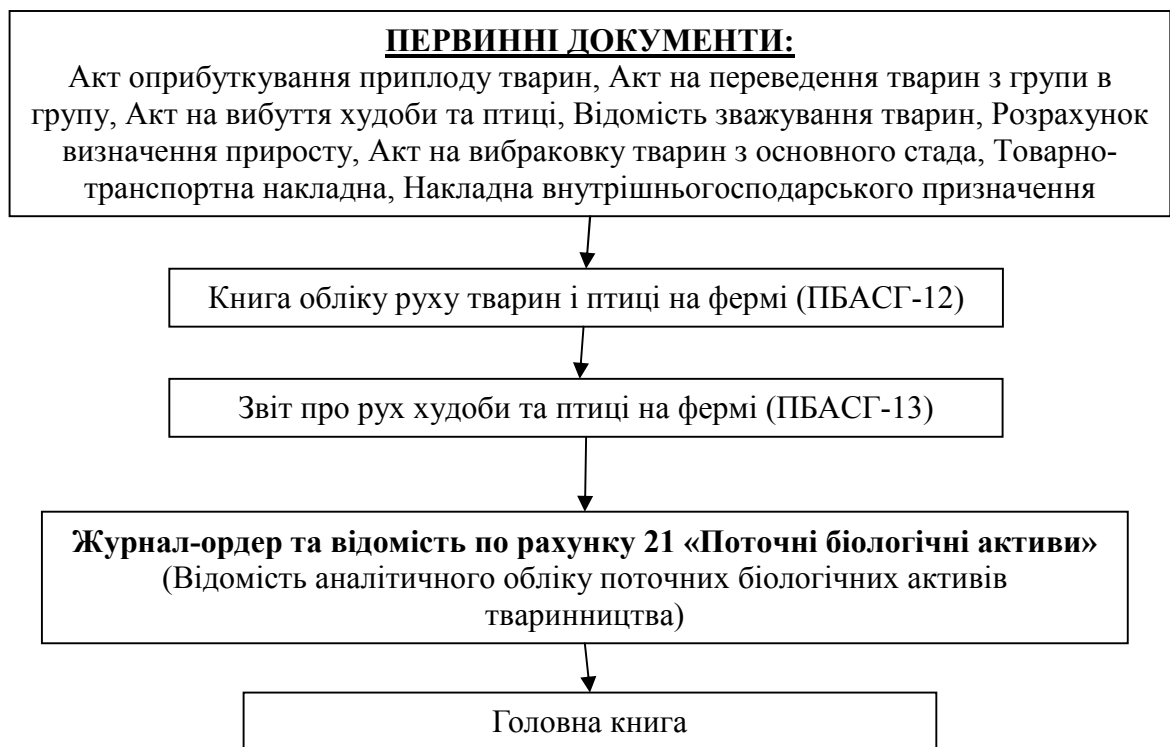 ПЕРВИННІ ДОКУМЕНТИ:
Акт оприбуткування приплоду тварин, Акт на переведення тварин з групи в
групу, Акт на вибуття худоби та птиці, Відомість зважування тварин, Розрахунок
визначення приросту, Акт на вибраковку тварин з основного стада, Товарно-
транспортна накладна, Накладна внутрішньогосподарського призначення
Книга обліку руху тварин і птиці на фермі (ПБАСГ-12)
Звіт про рух худоби та птиці на фермі (ПБАСГ-13)
Журнал-ордер та відомість по рахунку 21 «Поточні біологічні активи»
(Відомість аналітичного обліку поточних біологічних активів
тваринництва)
Головна книга